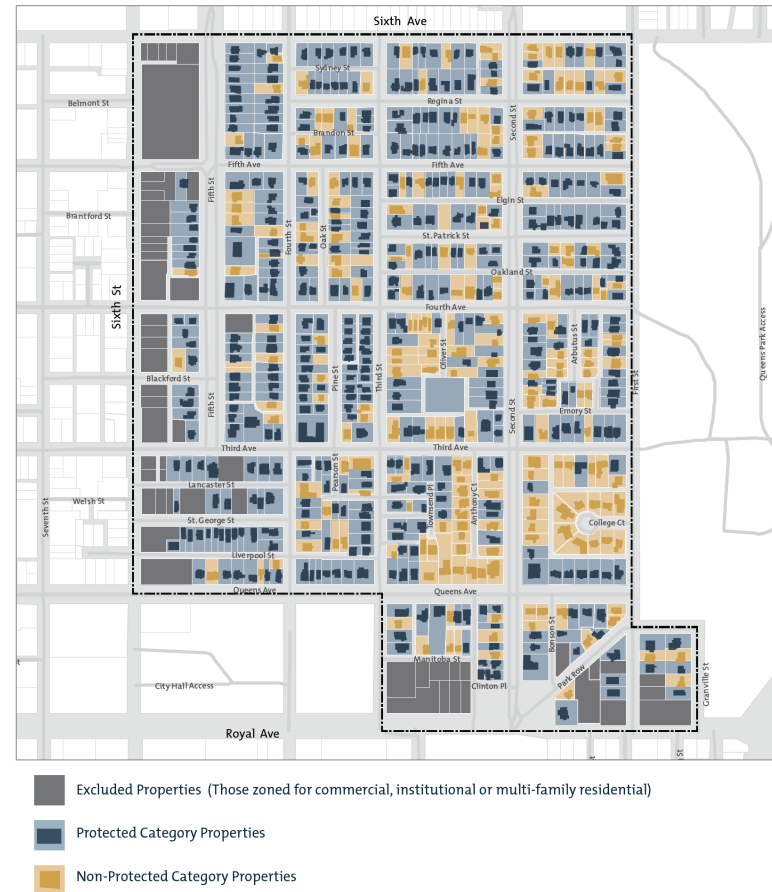 Sixth Ave
Sydney St
Belmont St
Regina St
Second St
Brandon St
Fifth Ave
Fifth Ave
Fifth St
Elgin St
Brantford St
Fourth St
Oak St
St. Patrick St
Oakland St
Sixth St
Fourth Ave
Queens Park Access
Oliver St
Arbutus St
Pine St
Third St
First St
Blackford St
Fifth St
Second St
Emory St
Third Ave
Third Ave
Pearson St
Lancaster St
Townsend Pl
Anthony Ct
Seventh St
Welsh St
St. George St
College Ct
Liverpool St
Queens Ave
Queens Ave
Bonson St
t
Manitoba St
Park Row
Granville St
City Hall Access
Clinton Pl
Royal Ave
t
St
Excluded Properties (Those zoned for commercial, institutional or multi-family residential)
Protected Category Properties
Non-Protected Category Properties